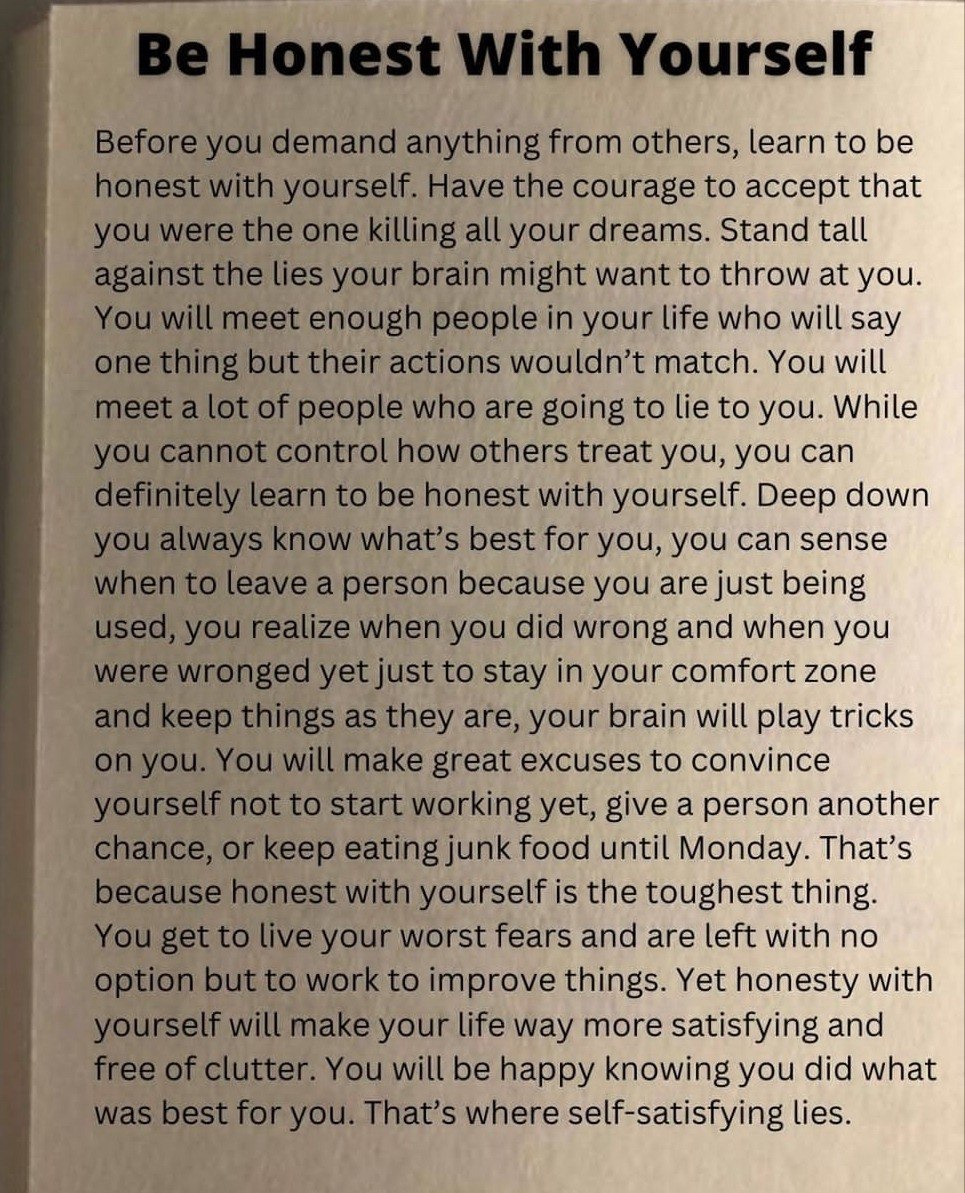 Be Honest With Yourself
Before you demand anything from others, learn to be
honest with yourself. Have the courage to accept that
you were the one killing all your dreams. Stand tall
against the lies your brain might want to throw at you.
You will meet enough people in your life who will say
one thing but their actions wouldn’t match. You will
meet a lot of people who are going to lie to you. While
you cannot control how others treat you, you can
definitely learn to be honest with yourself. Deep down
you always know what’s best for you, you can sense
when to leave a person because you are just being
used, you realize when you did wrong and when you
were wronged yet just to stay in your comfort zone
and keep things as they are, your brain will play tricks
on you. You will make great excuses to convince
yourself not to start working yet, give a person another
chance, or keep eating junk food until Monday. That’s
because honest with yourself is the toughest thing.
You get to live your worst fears and are left with no
option but to work to improve things. Yet honesty with
yourself will make your life way more satisfying and
free of clutter. You will be happy knowing you did what
was best for you. That’s where self-satisfying lies.